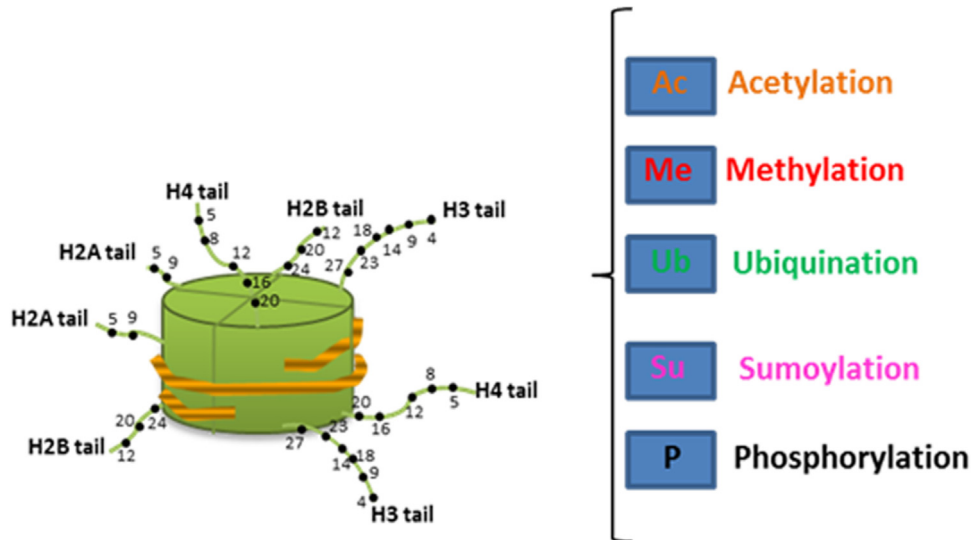 H4 tail
5
8
12
16
20
H2B tail
12
20
24
H3 tail
18
14
9
4
23
27
H2A tail
5
9
H2A tail
5
9
H2B tail
20
24
12
H4 tail
8
5
12
20
16
H3 tail
27
23
14
18
9
4
Ac Acetylation
Me Methylation
Ub Ubiquination
Su Sumoylation
P Phosphorylation